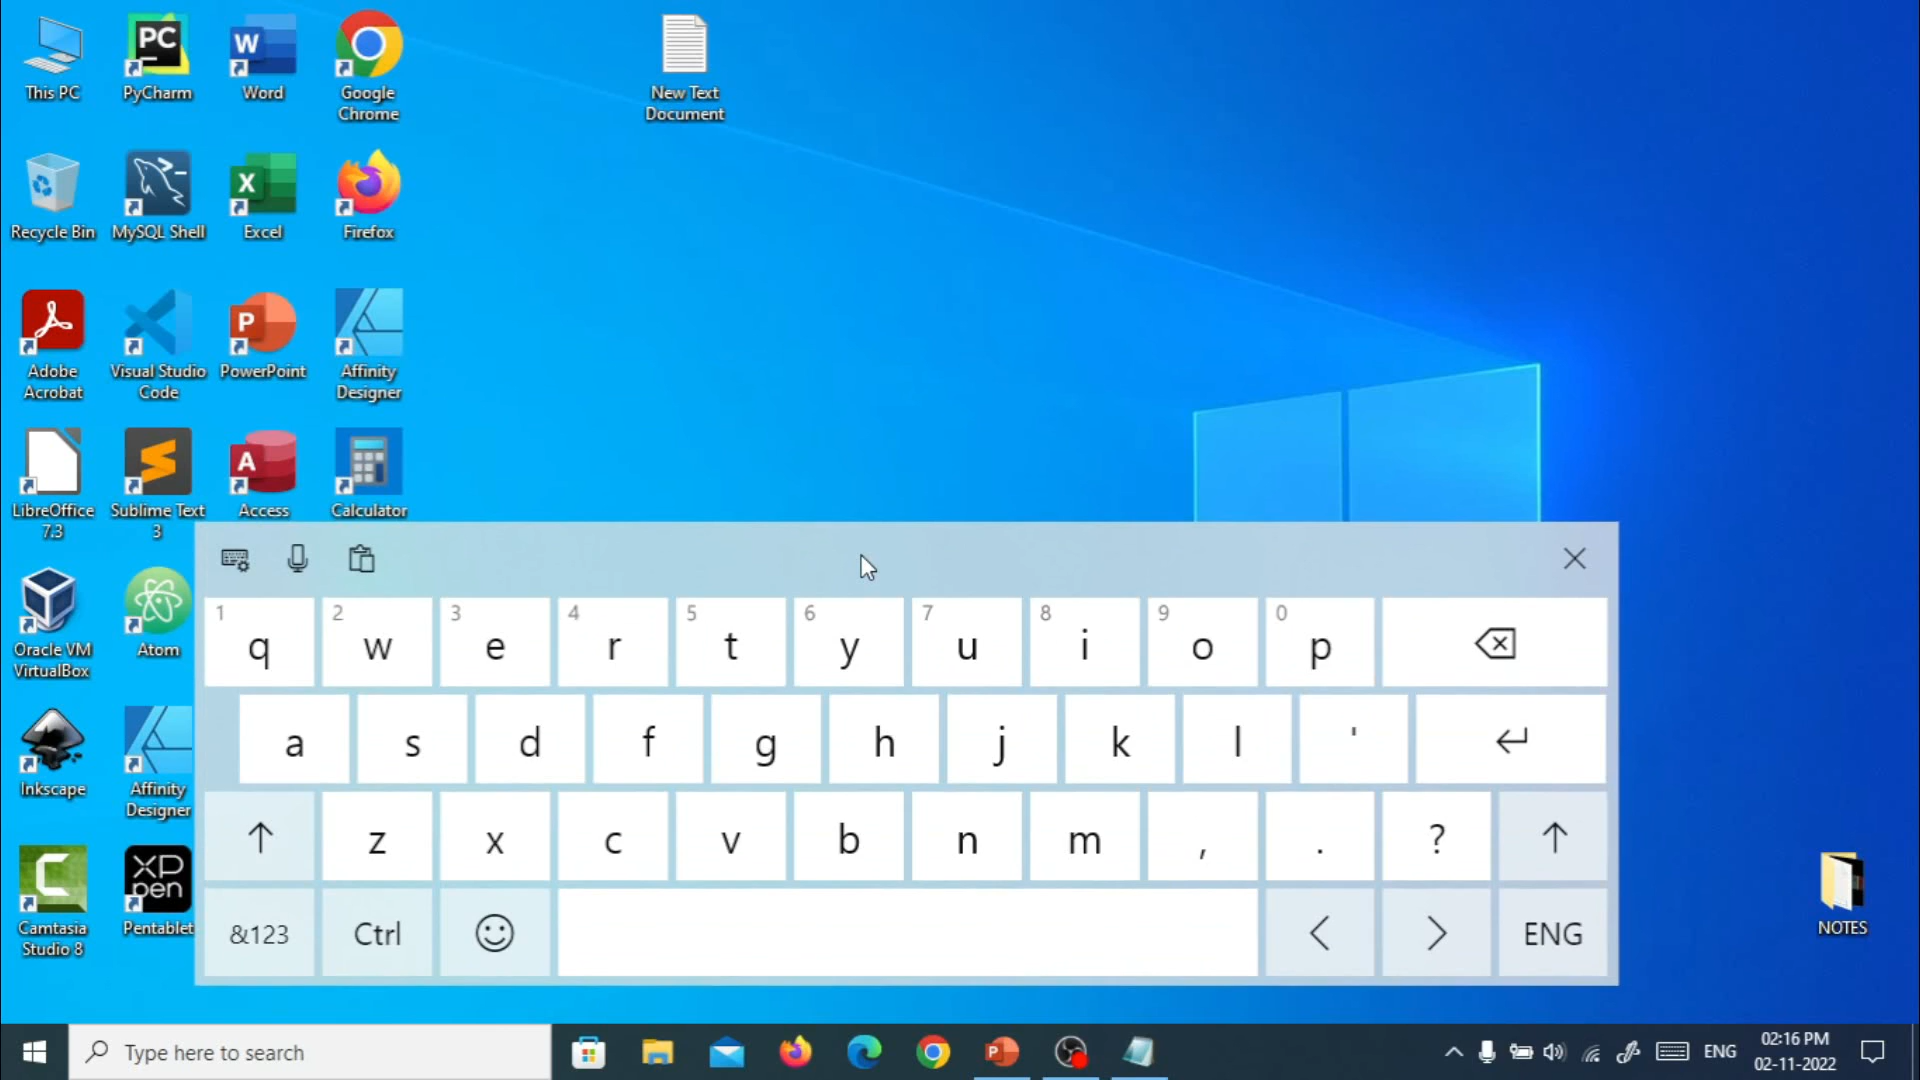 This PC
PyCharm
Word
Google
Chrome
New Text
Document
Recycle Bin
MySQL Shell
Excel
Firefox
Adobe
Acrobat
Visual Studio
Code
PowerPoint
Affinity
Designer
LibreOffice
7.3
Sublime Text
3
Access
Calculator
Oracle VM
VirtualBox
Atom
Inkscape
Affinity
Designer
Camtasia
Studio 8
XP
pen
Pentablet
NOTES
1 2 3 4 5 6 7 8 9 0
q w e r t y u i o p
a s d f g h j k l '
z x c v b n m , . ?
&123 Ctrl ENG
Type here to search
ENG
02:16 PM
02-11-2022